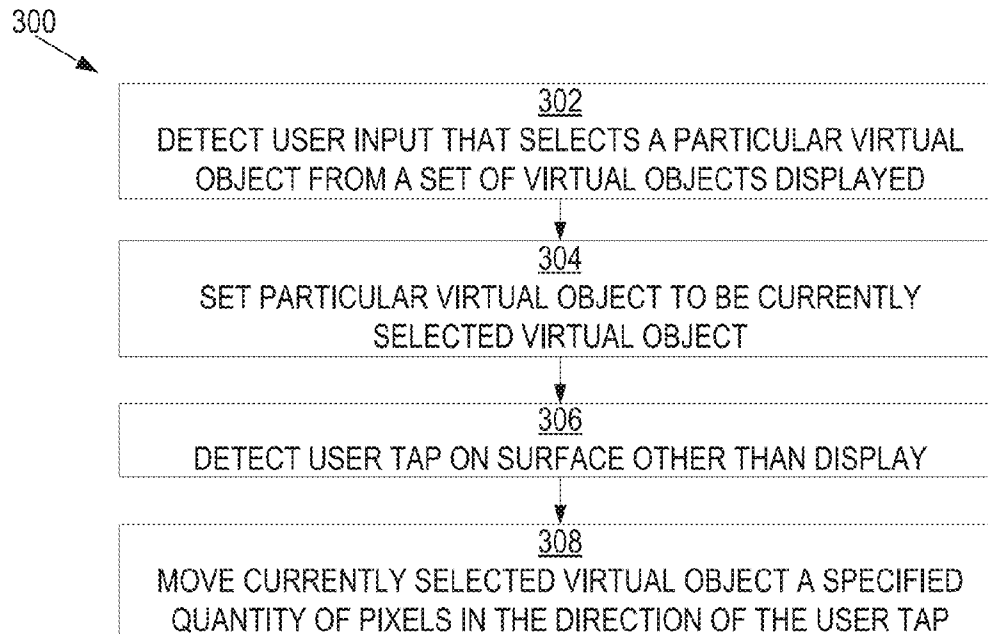 300
302
DETECT USER INPUT THAT SELECTS A PARTICULAR VIRTUAL
OBJECT FROM A SET OF VIRTUAL OBJECTS DISPLAYED
304
SET PARTICULAR VIRTUAL OBJECT TO BE CURRENTLY
SELECTED VIRTUAL OBJECT
306
DETECT USER TAP ON SURFACE OTHER THAN DISPLAY
308
MOVE CURRENTLY SELECTED VIRTUAL OBJECT A SPECIFIED
QUANTITY OF PIXELS IN THE DIRECTION OF THE USER TAP